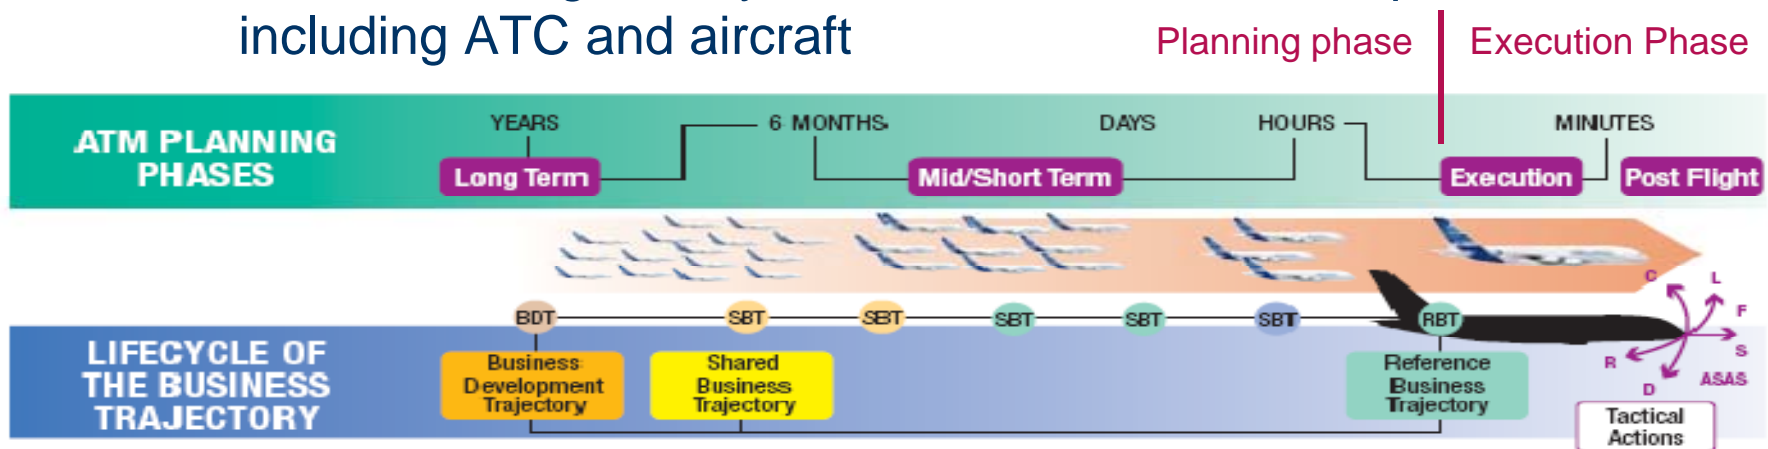 including ATC and aircraft
Planning phase
Execution Phase
ATM PLANNING
PHASES
YEARS
6 MONTHS
DAYS
HOURS
MINUTES
Long Term
Mid/Short Term
Execution
Post Flight
BDT
SBT
SBT
SBT
SBT
SBT
RBT
C
L
F
S
R
D
ASAS
LIFECYCLE OF
THE BUSINESS
TRAJECTORY
Business
Development
Trajectory
Shared
Business
Trajectory
Reference
Business
Trajectory
Tactical
Actions